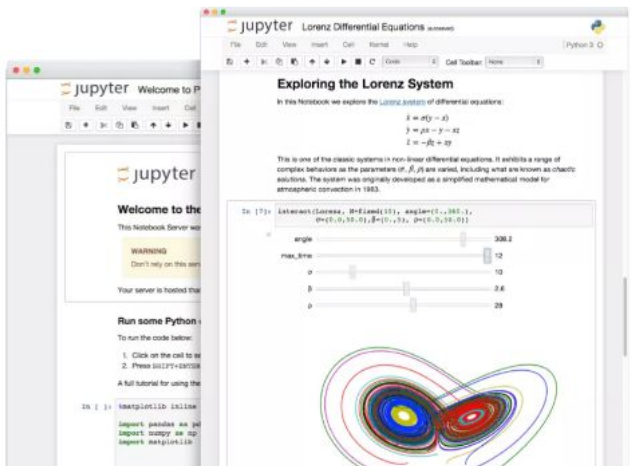 jupyter Lorenz Differential Equations
File Edit View Insert Cell Kernel Help Python 3 O
Code Cell Toolbar: None
Exploring the Lorenz System
In this Notebook we explore the Lorenz system of differential equations:
ẋ = σ(y − x)
ẏ = ρx − y − xz
ż = −βz + xy
This is one of the classic systems in non-linear differential equations. It exhibits a range of
complex behaviors as the parameters (σ, β, ρ) are varied, including what are known as chaotic
solutions. The system was originally developed as a simplified mathematical model for
atmospheric convection in 1963.
In [7]: interact(Lorenz, N=fixed(10), angle=(0.,360.),
σ=(0.0,50.0),β=(0.,5), ρ=(0.0,50.0))
angle 308.2
max_time 12
σ 10
β 2.6
ρ 28
jupyter Welcome to P
File Edit View Insert Cell
jupyter
Welcome to the
This Notebook Server was
WARNING
Don't rely on this serv
Your server is hosted than
Run some Python
To run the code below:
1. Click on the cell to se
2. Press SHIFT+ENTER
A full tutorial for using the
In [ ]: %matplotlib inline
import pandas as pd
import numpy as np
import matplotlib